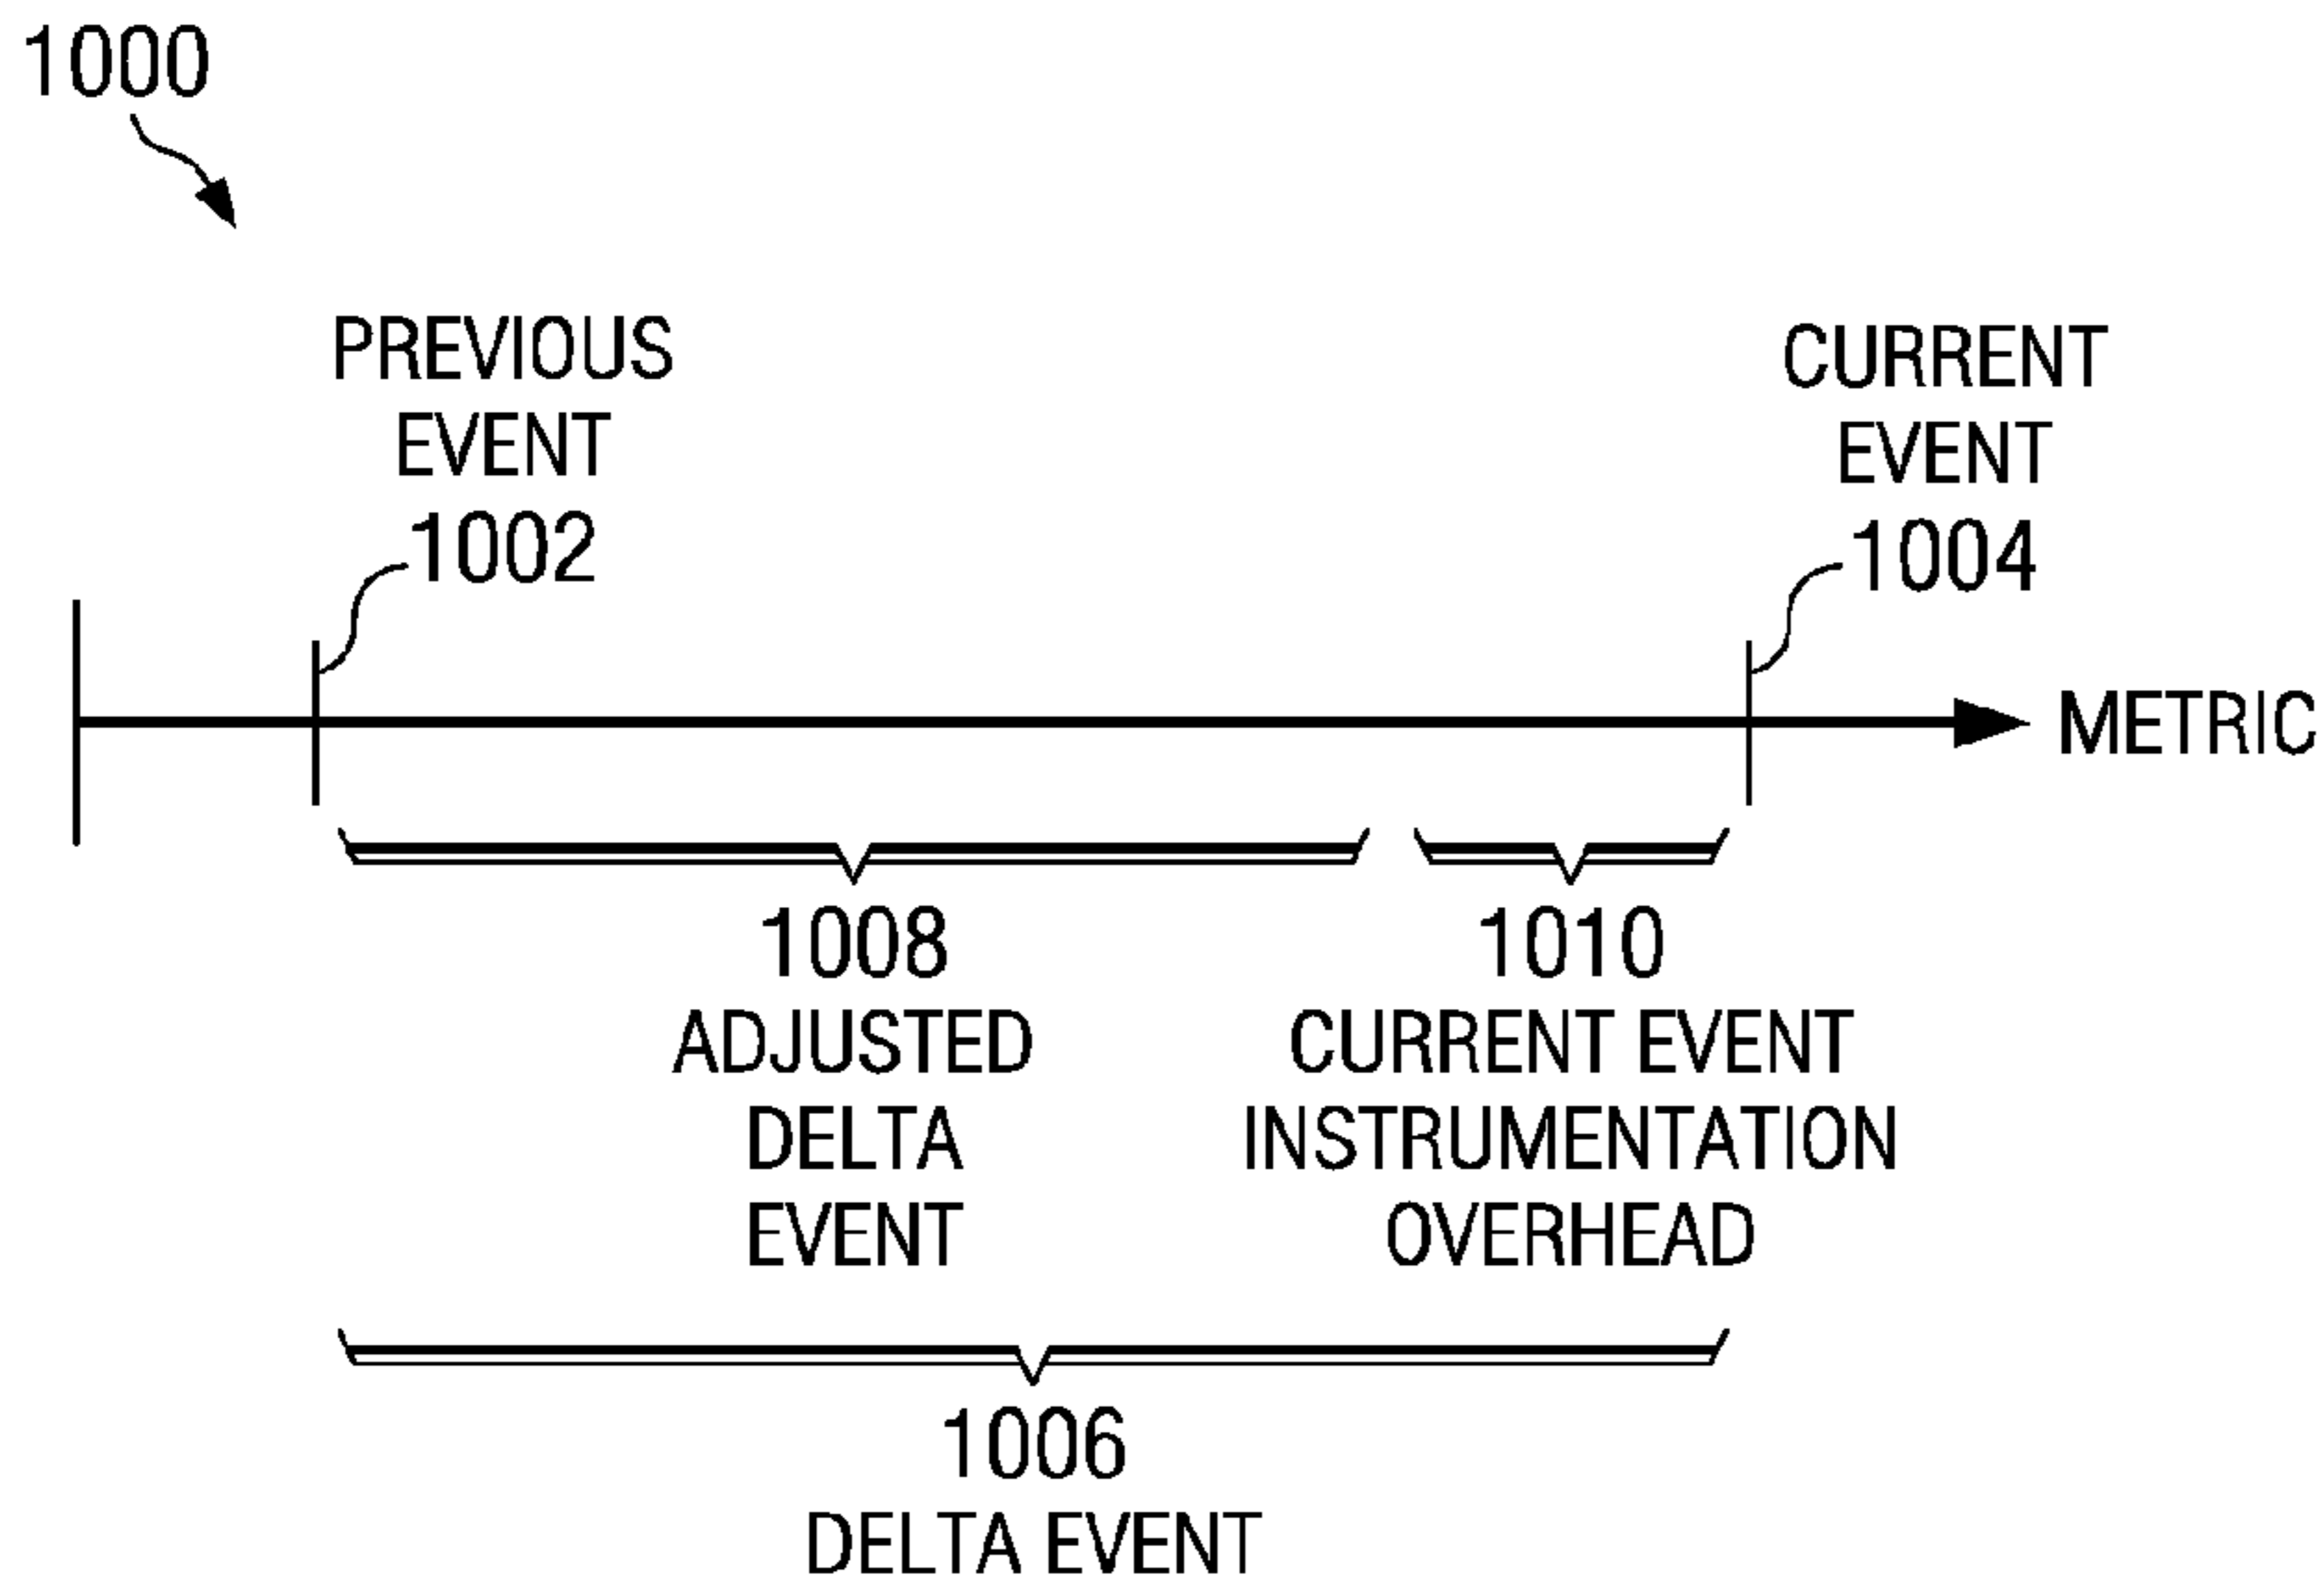 1000
PREVIOUS
EVENT
1002
CURRENT
EVENT
1004
METRIC
1008
ADJUSTED
DELTA
EVENT
1010
CURRENT EVENT
INSTRUMENTATION
OVERHEAD
1006
DELTA EVENT